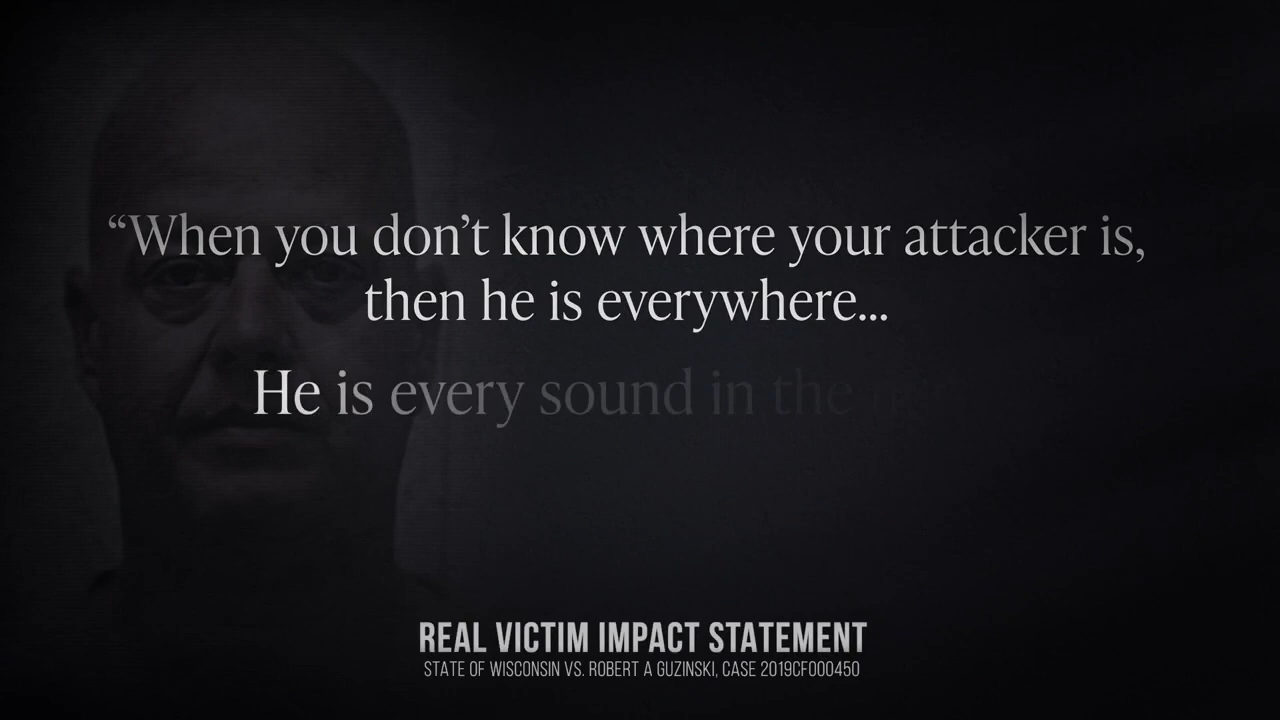 “When you don’t know where your attacker is,
then he is everywhere...
He is every sound in the
REAL VICTIM IMPACT STATEMENT
STATE OF WISCONSIN VS. ROBERT A GUZINSKI, CASE 2019CF000450